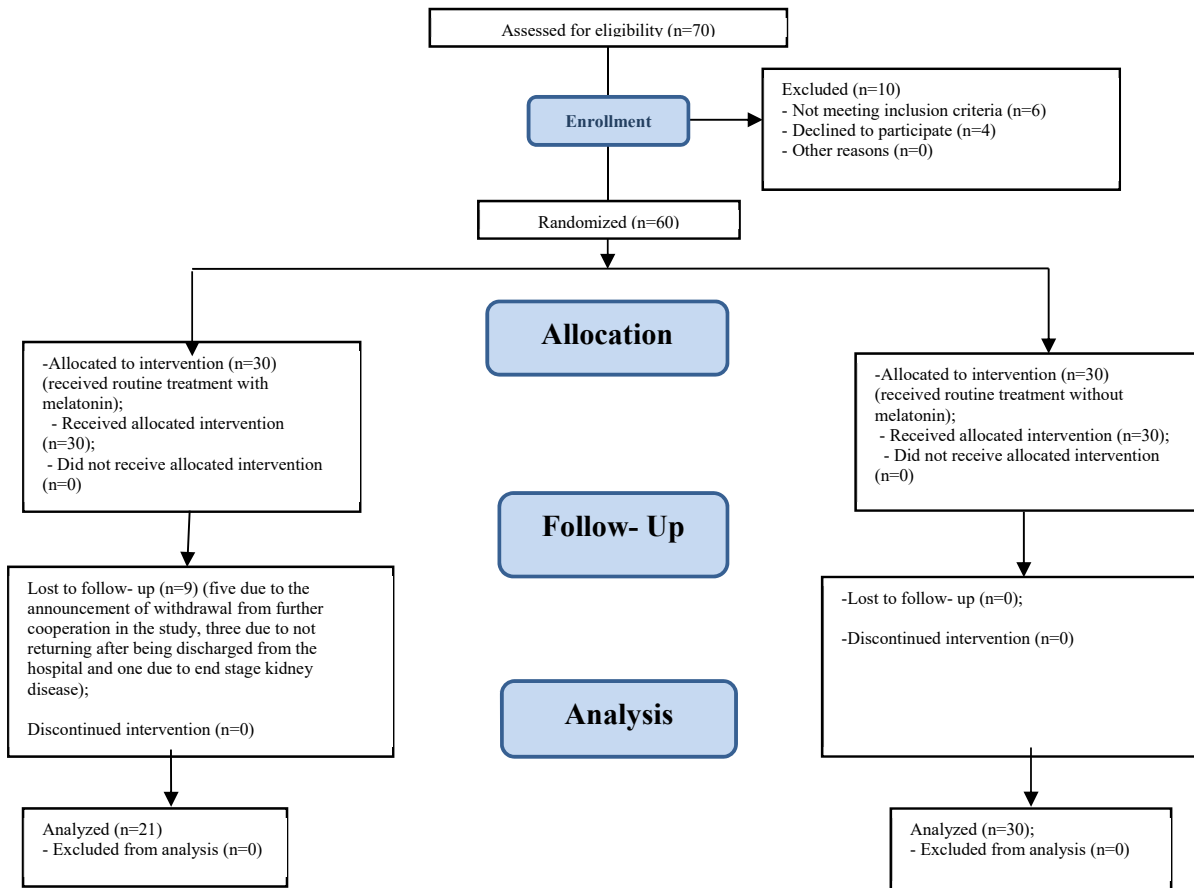 Assessed for eligibility (n=70)
Enrollment
Excluded (n=10)
- Not meeting inclusion criteria (n=6)
- Declined to participate (n=4)
- Other reasons (n=0)
Randomized (n=60)
Allocation
-Allocated to intervention (n=30)
(received routine treatment with
melatonin);
- Received allocated intervention
(n=30);
- Did not receive allocated intervention
(n=0)
-Allocated to intervention (n=30)
(received routine treatment without
melatonin);
- Received allocated intervention (n=30);
- Did not receive allocated intervention
(n=0)
Follow- Up
Lost to follow- up (n=9) (five due to the
announcement of withdrawal from further
cooperation in the study, three due to not
returning after being discharged from the
hospital and one due to end stage kidney
disease);
Discontinued intervention (n=0)
-Lost to follow- up (n=0);
-Discontinued intervention (n=0)
Analysis
Analyzed (n=21)
- Excluded from analysis (n=0)
Analyzed (n=30);
- Excluded from analysis (n=0)